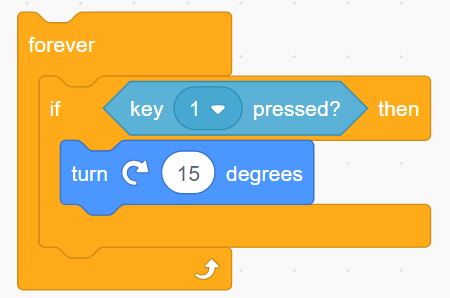 forever
if key 1 pressed? then
turn 15 degrees